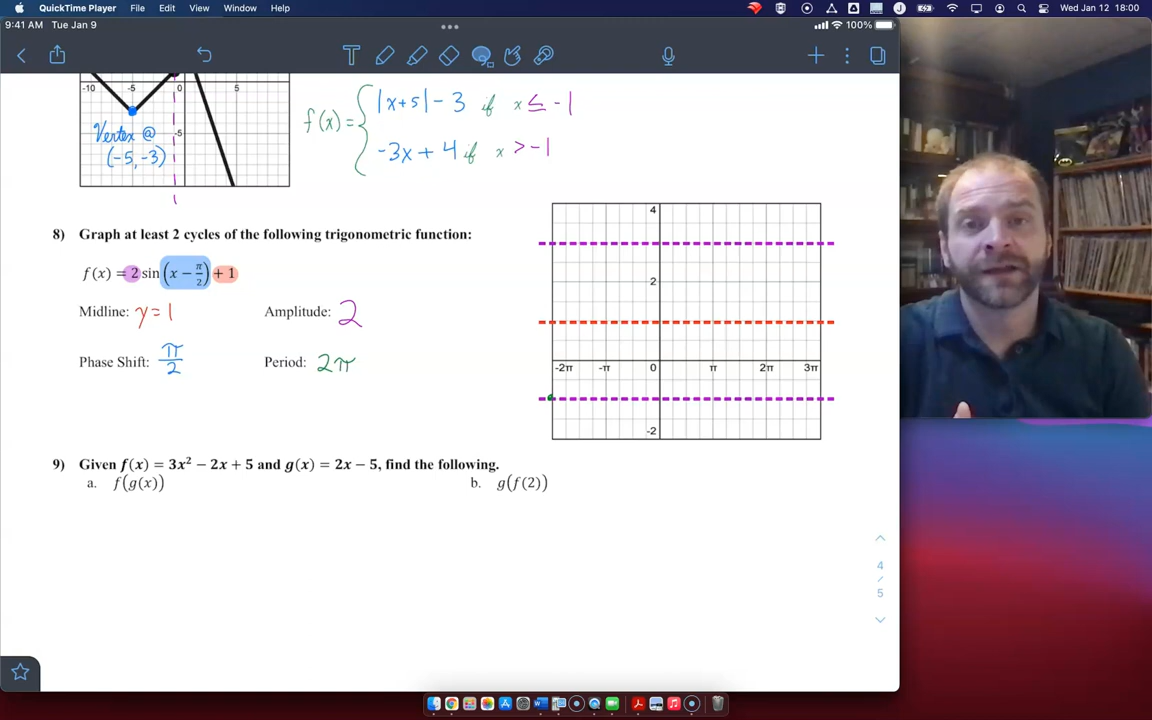 QuickTime Player File Edit View Window Help
100% Wed Jan 12 18:00
9:41 AM Tue Jan 9
100%
-10 -5 0 5
-5
Vertex @
(-5, -3)
f(x) = { |x+5| - 3 if x ≤ -1
-3x + 4 if x > -1
8) Graph at least 2 cycles of the following trigonometric function:
f(x) = 2 sin(x − π/2) + 1
Midline: y = 1 Amplitude: 2
Phase Shift: π/2 Period: 2π
4
2
-2π -π 0 π 2π 3π
-2
9) Given f(x) = 3x² − 2x + 5 and g(x) = 2x − 5, find the following.
a. f(g(x)) b. g(f(2))
4
/
5